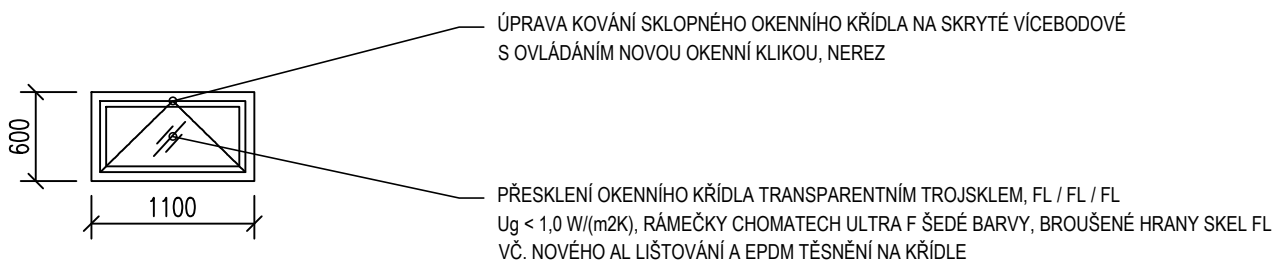 ÚPRAVA KOVÁNÍ SKLOPNÉHO OKENNÍHO KŘÍDLA NA SKRYTÉ VÍCEBODOVÉ
S OVLÁDÁNÍM NOVOU OKENNÍ KLIKOU, NEREZ
600
1100
PŘESKLENÍ OKENNÍHO KŘÍDLA TRANSPARENTNÍM TROJSKLEM, FL / FL / FL
Ug < 1,0 W/(m2K), RÁMEČKY CHOMATECH ULTRA F ŠEDÉ BARVY, BROUŠENÉ HRANY SKEL FL
VČ. NOVÉHO AL LIŠTOVÁNÍ A EPDM TĚSNĚNÍ NA KŘÍDLE